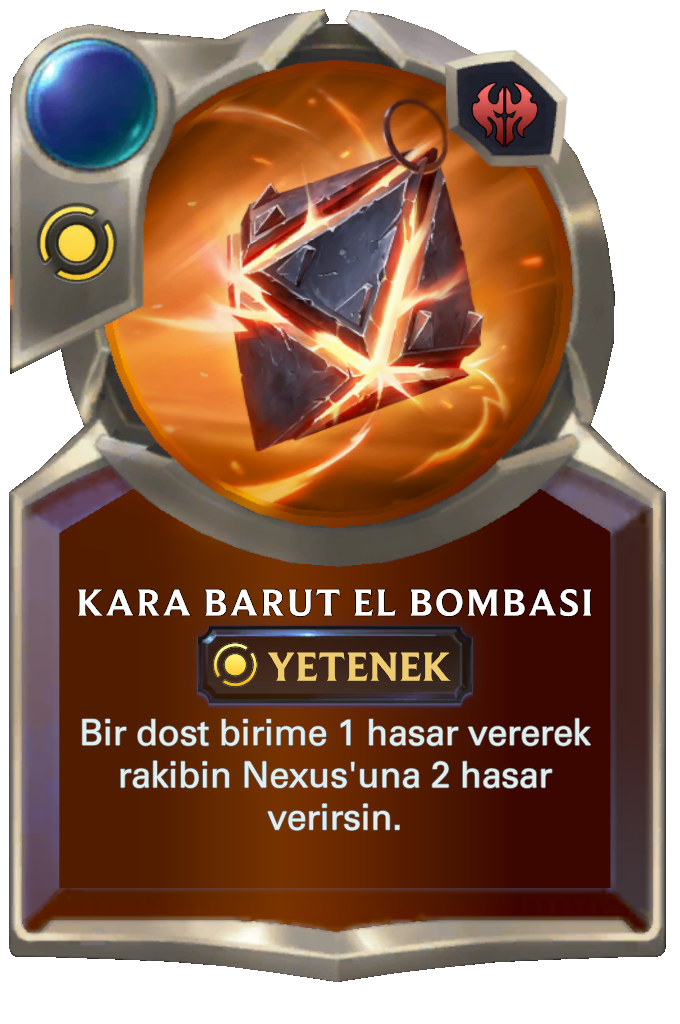 KARA BARUT EL BOMBASI
YETENEK
Bir dost birime 1 hasar vererek
rakibin Nexus'una 2 hasar
verirsin.